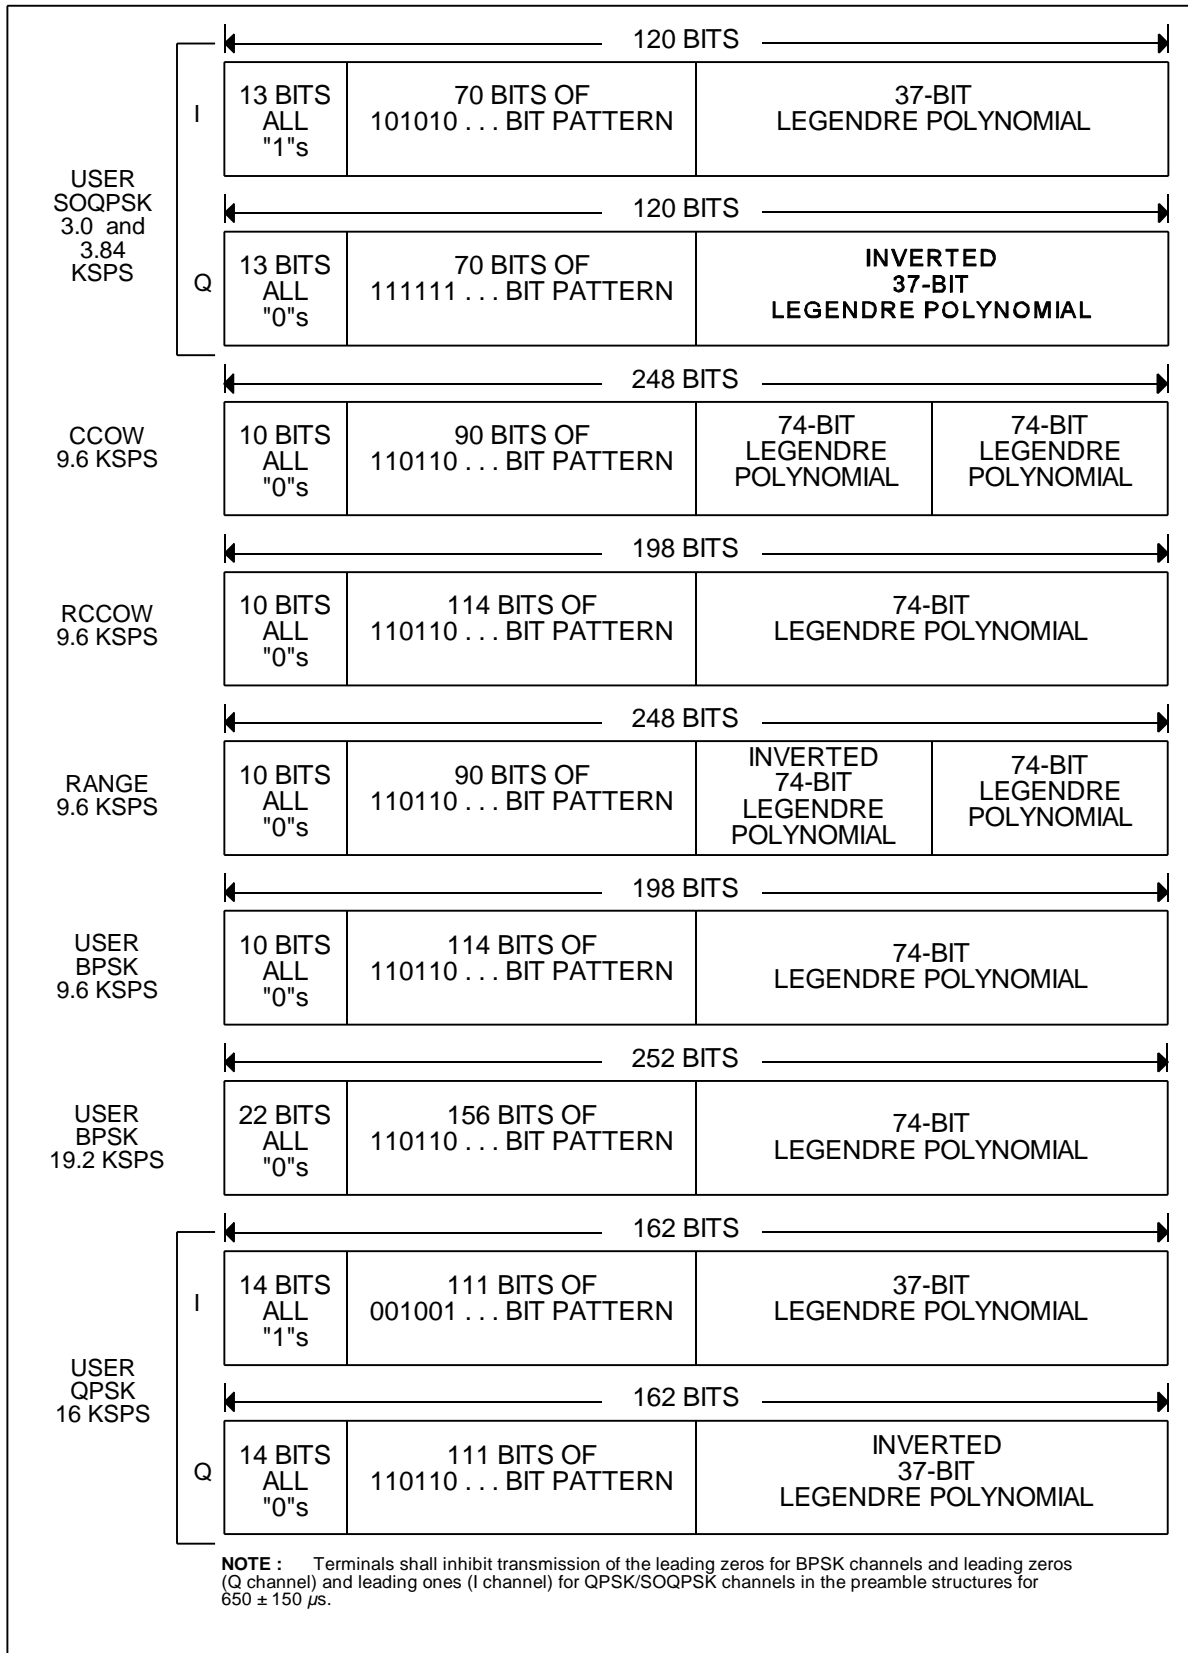 120 BITS
USER
SOQPSK
3.0 and
3.84
KSPS
I
13 BITS
ALL
"1"s
70 BITS OF
101010 . . . BIT PATTERN
37-BIT
LEGENDRE POLYNOMIAL
120 BITS
Q
13 BITS
ALL
"0"s
70 BITS OF
111111 . . . BIT PATTERN
INVERTED
37-BIT
LEGENDRE POLYNOMIAL
248 BITS
CCOW
9.6 KSPS
10 BITS
ALL
"0"s
90 BITS OF
110110 . . . BIT PATTERN
74-BIT
LEGENDRE
POLYNOMIAL
74-BIT
LEGENDRE
POLYNOMIAL
198 BITS
RCCOW
9.6 KSPS
10 BITS
ALL
"0"s
114 BITS OF
110110 . . . BIT PATTERN
74-BIT
LEGENDRE POLYNOMIAL
248 BITS
RANGE
9.6 KSPS
10 BITS
ALL
"0"s
90 BITS OF
110110 . . . BIT PATTERN
INVERTED
74-BIT
LEGENDRE
POLYNOMIAL
74-BIT
LEGENDRE
POLYNOMIAL
198 BITS
USER
BPSK
9.6 KSPS
10 BITS
ALL
"0"s
114 BITS OF
110110 . . . BIT PATTERN
74-BIT
LEGENDRE POLYNOMIAL
252 BITS
USER
BPSK
19.2 KSPS
22 BITS
ALL
"0"s
156 BITS OF
110110 . . . BIT PATTERN
74-BIT
LEGENDRE POLYNOMIAL
162 BITS
USER
QPSK
16 KSPS
I
14 BITS
ALL
"1"s
111 BITS OF
001001 . . . BIT PATTERN
37-BIT
LEGENDRE POLYNOMIAL
162 BITS
Q
14 BITS
ALL
"0"s
111 BITS OF
110110 . . . BIT PATTERN
INVERTED
37-BIT
LEGENDRE POLYNOMIAL
NOTE : Terminals shall inhibit transmission of the leading zeros for BPSK channels and leading zeros
(Q channel) and leading ones (I channel) for QPSK/SOQPSK channels in the preamble structures for
650 ± 150 µs.